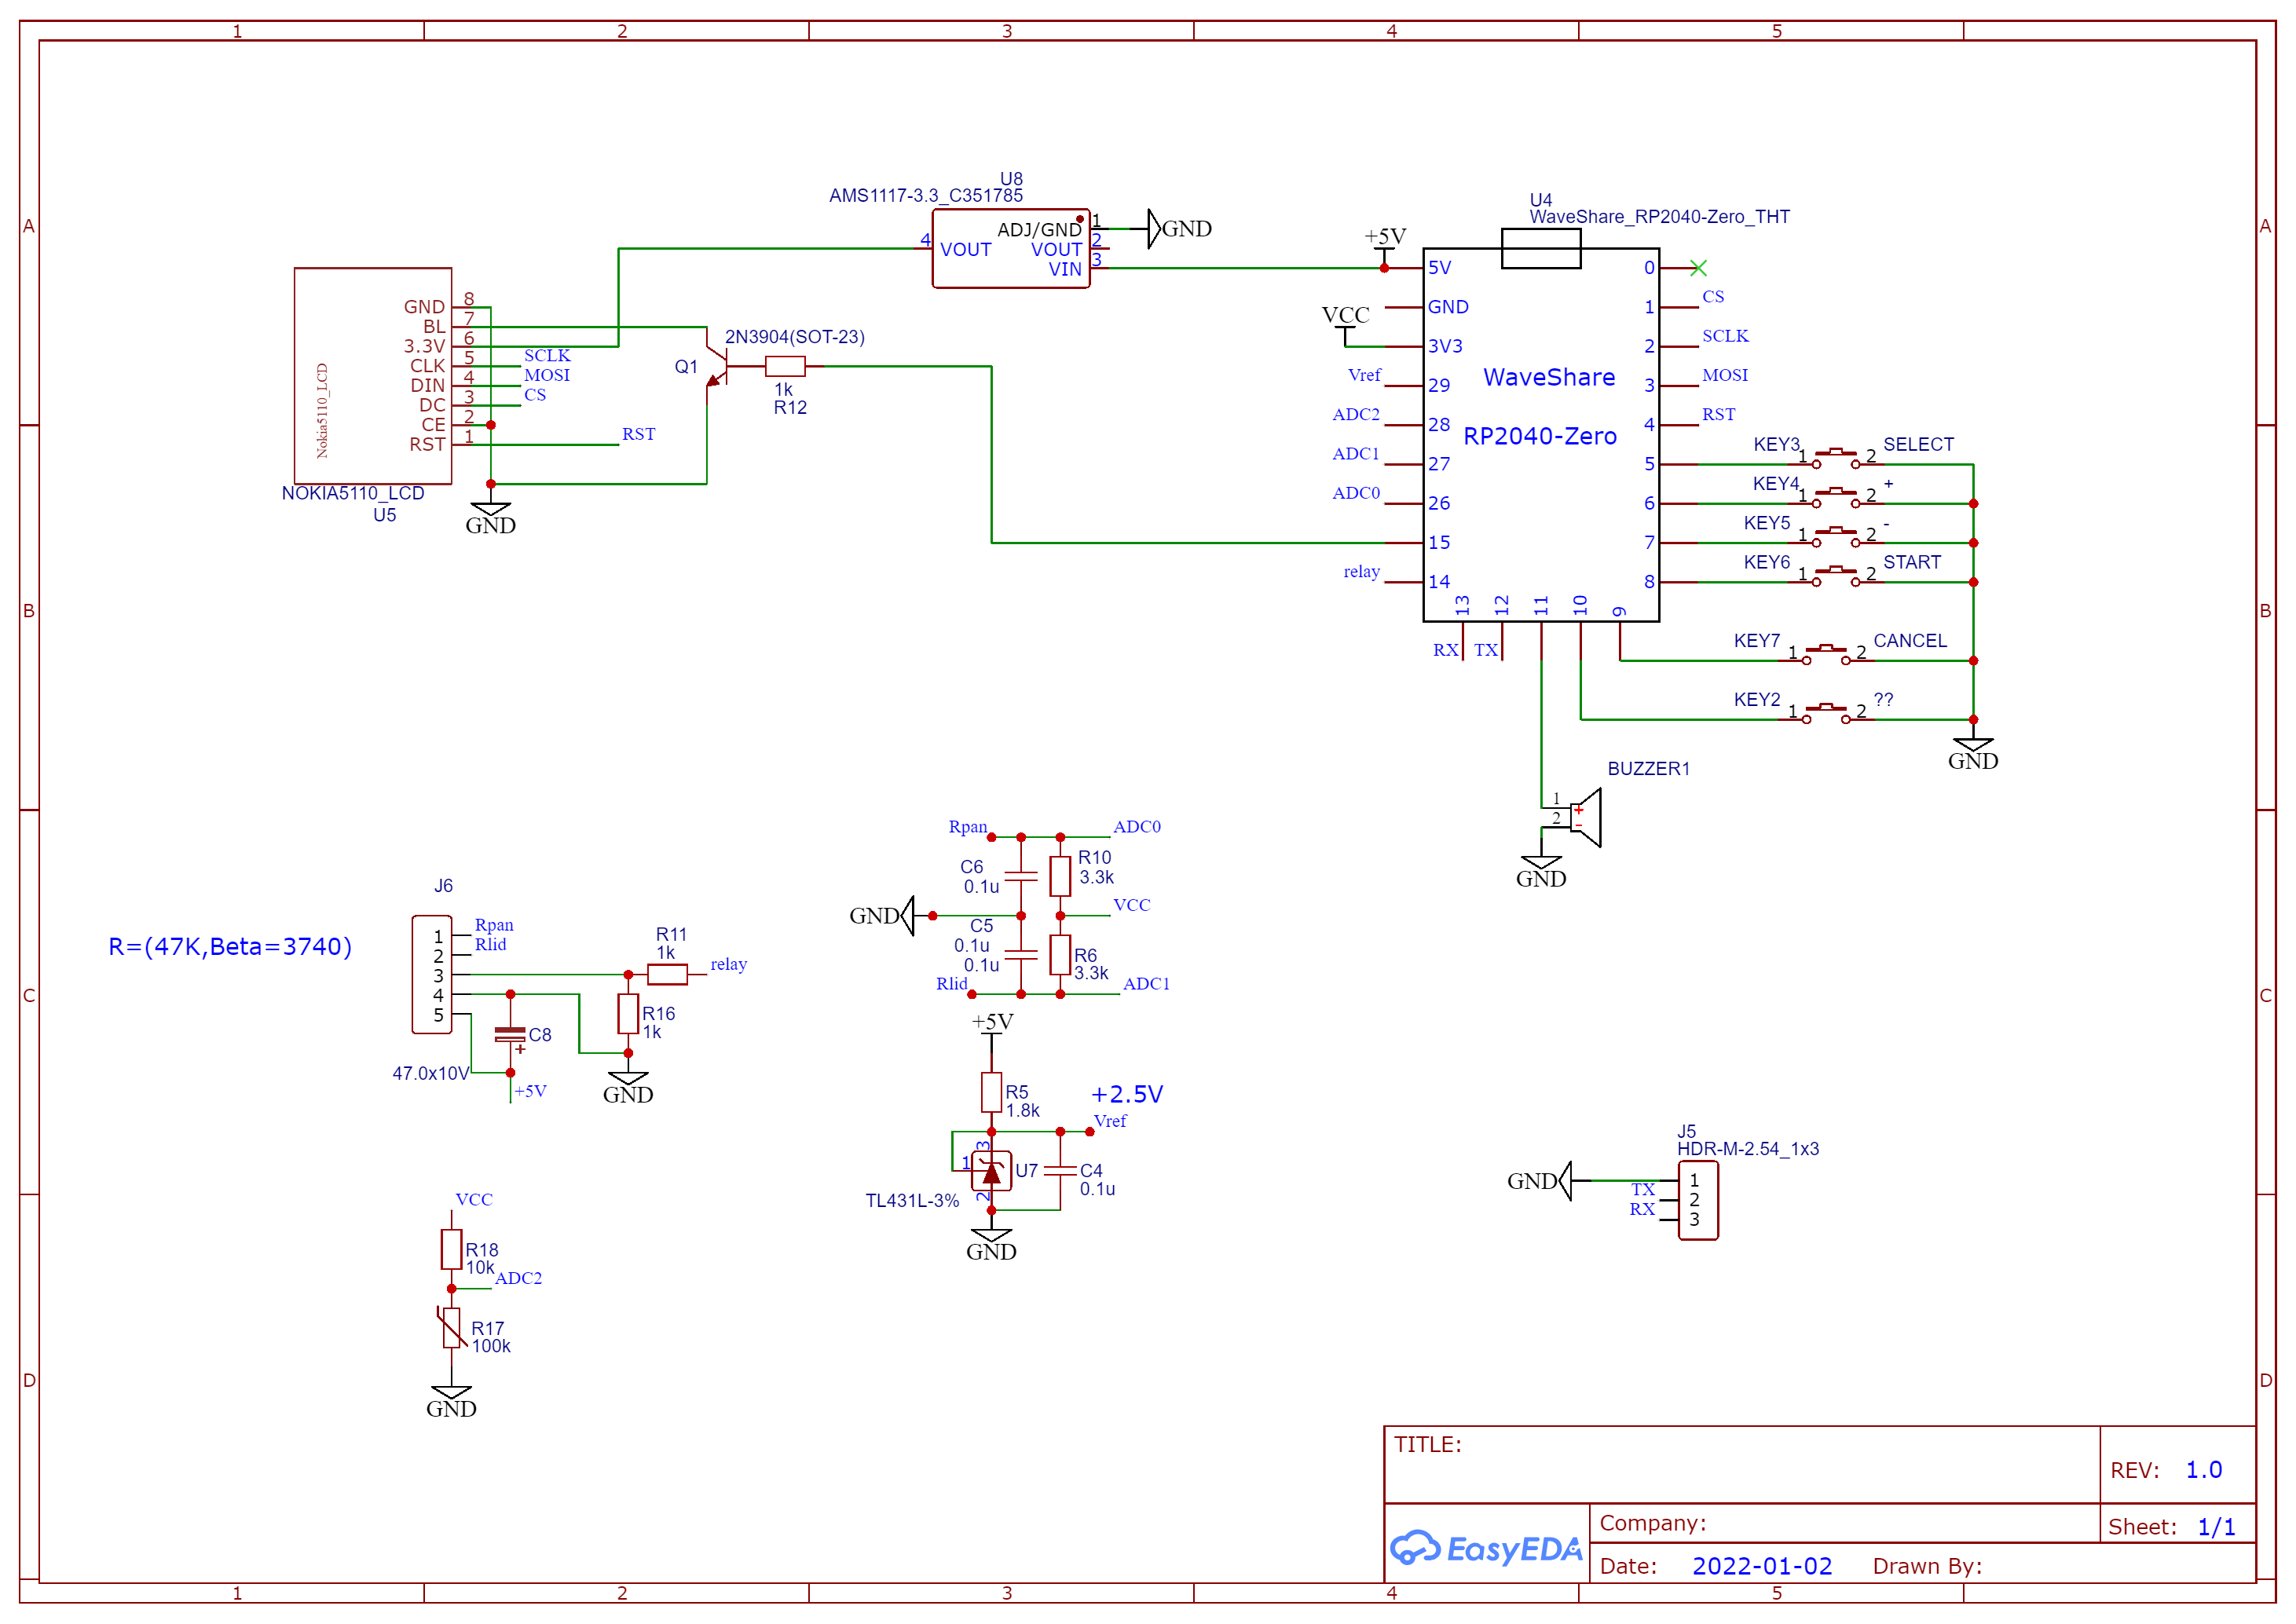 1 2 3 4 5
A
B
C
D
A
B
C
D
1 2 3 4 5
U8
AMS1117-3.3_C351785
4 VOUT
ADJ/GND 1 GND
VOUT 2
VIN 3
U4
WaveShare_RP2040-Zero_THT
+5V
VCC
WaveShare
RP2040-Zero
5V
GND
3V3
Vref 29
ADC2 28
ADC1 27
ADC0 26
15
relay 14
0
1 CS
2 SCLK
3 MOSI
4 RST
5
6
7
8
13 12 11 10 9
RX TX
KEY3 1 2 SELECT
KEY4 1 2 +
KEY5 1 2 -
KEY6 1 2 START
KEY7 1 2 CANCEL
KEY2 1 2 ??
GND
BUZZER1
1 +
2 -
GND
Nokia5110_LCD
GND 8
BL 7
3.3V 6
CLK 5 SCLK
DIN 4 MOSI
DC 3 CS
CE 2
RST 1 RST
NOKIA5110_LCD
U5
GND
2N3904(SOT-23)
Q1
1k
R12
R=(47K,Beta=3740)
J6
1 Rpan
2 Rlid
3
4
5
47.0x10V
C8
+
+5V
R11
1k
relay
R16
1k
GND
Rpan ADC0
C6
0.1u
R10
3.3k
GND VCC
C5
0.1u
0.1u
R6
3.3k
Rlid ADC1
+5V
R5
1.8k
+2.5V
Vref
3
1
2
U7
TL431L-3%
C4
0.1u
GND
VCC
R18
10k
ADC2
R17
100k
GND
J5
HDR-M-2.54_1x3
GND 1
TX 2
RX 3
TITLE:
REV: 1.0
EasyEDA
Company:
Sheet: 1/1
Date: 2022-01-02 Drawn By: